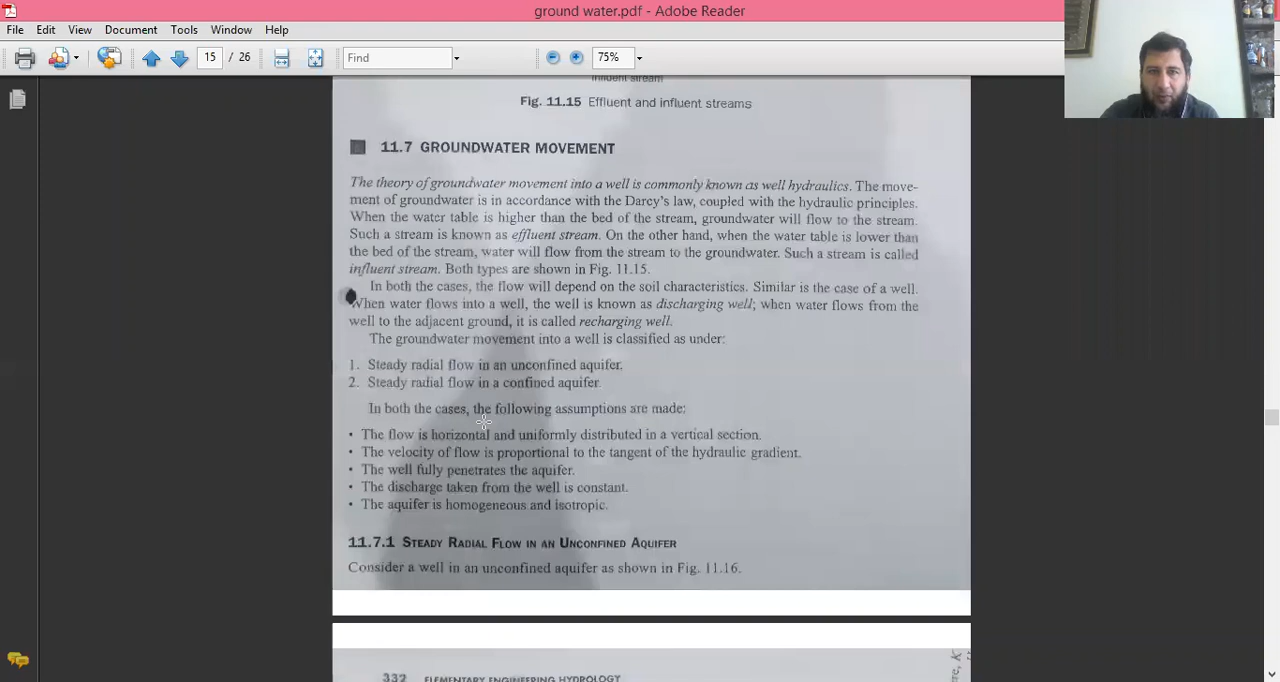 ground water.pdf - Adobe Reader
File Edit View Document Tools Window Help
15 / 26 Find 75%
influent stream
Fig. 11.15 Effluent and influent streams
11.7 GROUNDWATER MOVEMENT
The theory of groundwater movement into a well is commonly known as well hydraulics. The move-
ment of groundwater is in accordance with the Darcy's law, coupled with the hydraulic principles.
When the water table is higher than the bed of the stream, groundwater will flow to the stream.
Such a stream is known as effluent stream. On the other hand, when the water table is lower than
the bed of the stream, water will flow from the stream to the groundwater. Such a stream is called
influent stream. Both types are shown in Fig. 11.15.
In both the cases, the flow will depend on the soil characteristics. Similar is the case of a well.
When water flows into a well, the well is known as discharging well; when water flows from the
well to the adjacent ground, it is called recharging well.
The groundwater movement into a well is classified as under:
1. Steady radial flow in an unconfined aquifer.
2. Steady radial flow in a confined aquifer.
In both the cases, the following assumptions are made:
• The flow is horizontal and uniformly distributed in a vertical section.
• The velocity of flow is proportional to the tangent of the hydraulic gradient.
• The well fully penetrates the aquifer.
• The discharge taken from the well is constant.
• The aquifer is homogeneous and isotropic.
11.7.1 STEADY RADIAL FLOW IN AN UNCONFINED AQUIFER
Consider a well in an unconfined aquifer as shown in Fig. 11.16.
332 ELEMENTARY ENGINEERING HYDROLOGY